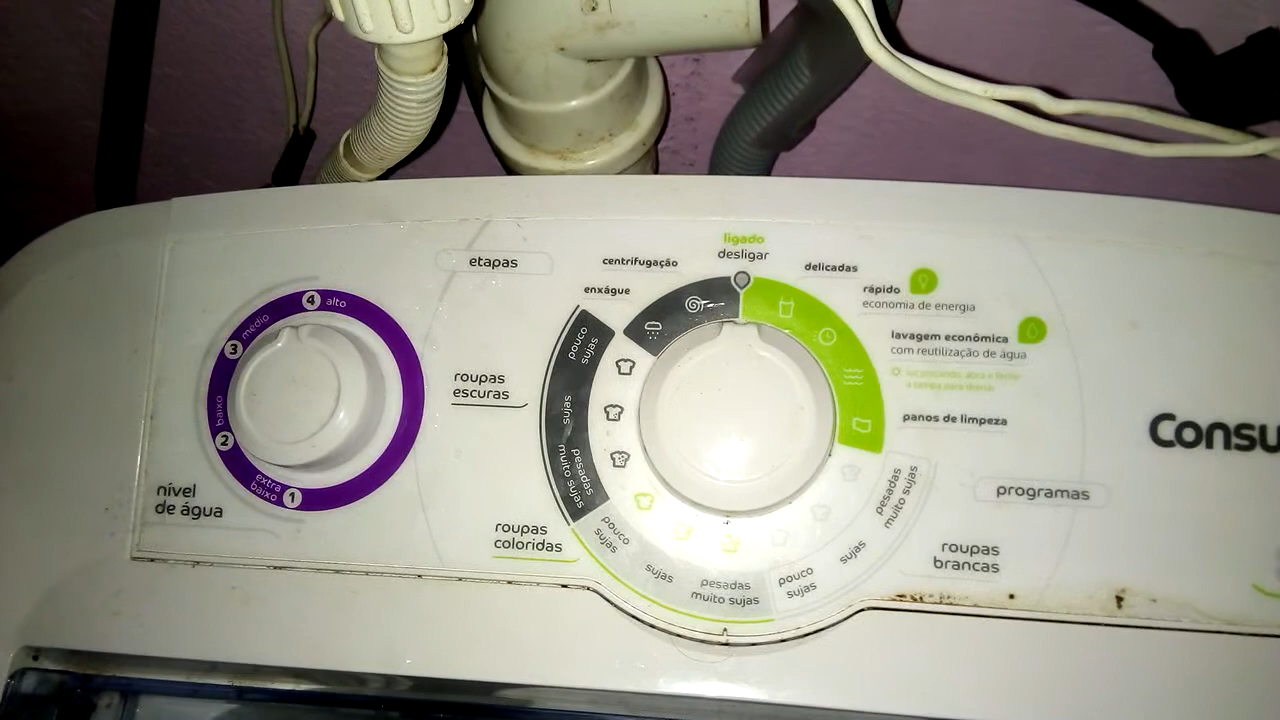 ligado
desligar
etapas
centrifugação
delicadas
enxágue
rápido
economia de energia
4 alto
médio
3
baixo
2
extra
baixo 1
nível
de água
lavagem econômica
com reutilização de água
panos de limpeza
roupas
escuras
pouco
sujas
sujas
pesadas
muito sujas
roupas
coloridas
pouco
sujas
sujas
pesadas
muito sujas
pouco
sujas
sujas
pesadas
muito sujas
roupas
brancas
programas
Consu